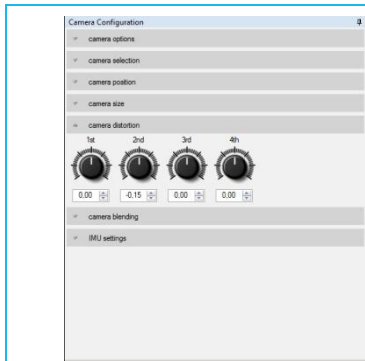 Camera Configuration
camera options
camera selection
camera position
camera size
camera distortion
1st 2nd 3rd 4th
0,00 -0,15 0,00 0,00
camera blending
IMU settings